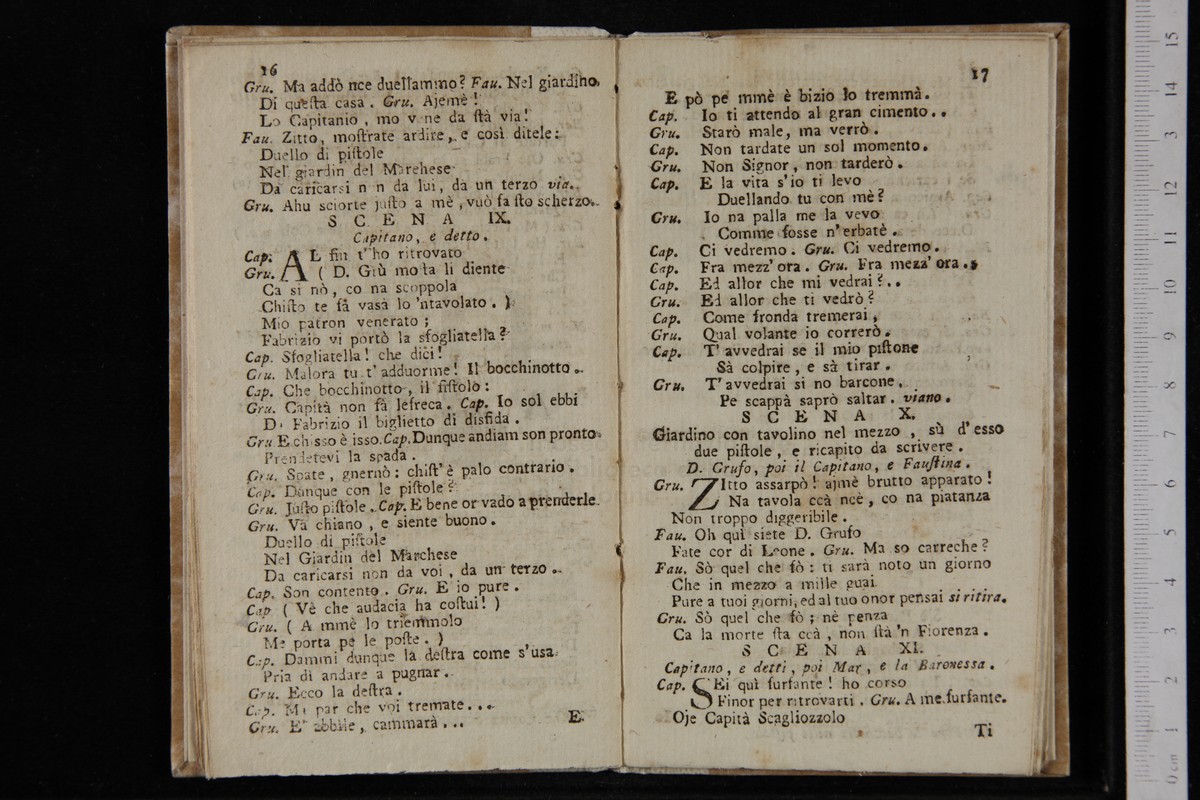 16
Gru. Ma addò nce duellammo? Fau. Nel giardino,
Di questa casa. Gru. Ajemè!
Lo Capitanio, mo vene da stà via!
Fau. Zitto, mostrate ardire, e così ditele:
Duello di pistole
Nel giardin del Marchese
Da caricarsi n n da lui, da un terzo via.
Gru. Ahu sciorte justo a mè, vuò fa sto scherzo.
SCENA IX.
Capitano, e detto.
Cap. AL fin t'ho ritrovato
Gru. ( D. Giù mosta li diente
Ca si nò, co na scoppola
Chisto te fà vasà lo 'ntavolato. )
Mio patron venerato;
Fabrizio vi portò la sfogliatella?
Cap. Sfogliatella! che dici!
Gru. Malora tu t'adduorme! Il bocchinotto.
Cap. Che bocchinotto, il fistolo:
Gru. Capità non fà lefreca. Cap. Io sol ebbi
D. Fabrizio il biglietto di disfida.
Gru E chisso è isso. Cap. Dunque andiam son pronto
Prendetevi la spada.
Gru. Spate, gnernò: chist'è palo contrario.
Cap. Dunque con le pistole?
Gru. Justo pistole. Cap. E bene or vado a prenderle.
Gru. Và chiano, e siente buono.
Duello di pistole
Nel Giardin del Marchese
Da caricarsi non da voi, da un terzo.
Cap. Son contento. Gru. E io pure.
Cap ( Vè che audacia ha costui! )
Gru. ( A mmè lo triemmolo
Me porta pe le poste. )
Cap. Dammi dunque la destra come s'usa
Pria di andare a pugnar.
Gru. Ecco la destra.
Cap. Mi par che voi tremate...
Gru. E' cammarà...
E
17
E pò pe mmè è bizio lo tremmà.
Cap. Io ti attendo al gran cimento..
Gru. Starò male, ma verrò.
Cap. Non tardate un sol momento.
Gru. Non Signor, non tarderò.
Cap. E la vita s'io ti levo
Duellando tu con mè?
Gru. Io na palla me la vevo
Comme fosse n'erbatè.
Cap. Ci vedremo. Gru. Ci vedremo.
Cap. Fra mezz'ora. Gru. Fra mezz'ora.
Cap. Ed allor che mi vedrai?..
Gru. Ed allor che ti vedrò?
Cap. Come fronda tremerai,
Gru. Qual volante io correrò.
Cap. T'avvedrai se il mio pistone
Sà colpire, e sà tirar.
Gru. T'avvedrai si no barcone,
Pe scappà saprò saltar. viano.
SCENA X.
Giardino con tavolino nel mezzo, sù d'esso
due pistole, e ricapito da scrivere.
D. Grufo, poi il Capitano, e Faustina.
Gru. ZItto assarpò! ajmè brutto apparato!
Na tavola ccà ncè, co na piatanza
Non troppo diggeribile.
Fau. Oh quì siete D. Grufo
Fate cor di Leone. Gru. Ma so carreche?
Fau. Sò quel che fò: ti sarà noto un giorno
Che in mezzo a mille guai
Pure a tuoi giorni, ed al tuo onor pensai si ritira.
Gru. Sò quel che fò; nè penza
Ca la morte sta ccà, non stà 'n Fiorenza.
SCENA XI.
Capitano, e detti, poi Mar, e la Baronessa.
Cap. SEi quì furfante! ho corso
Finor per ritrovarti. Gru. A me furfante.
Oje Capità Scagliozzolo
Ti